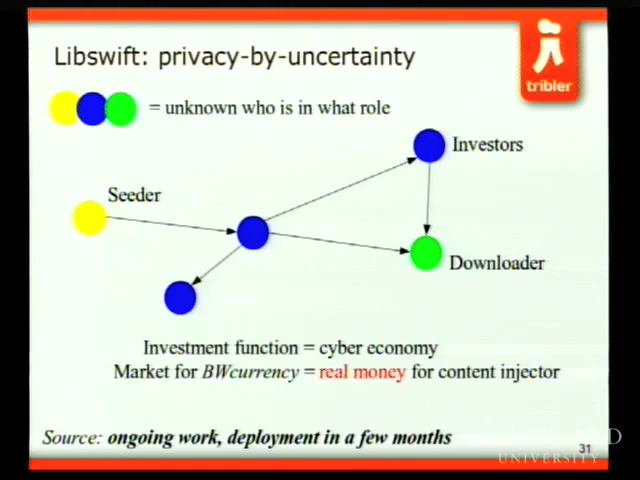 Libswift: privacy-by-uncertainty
tribler
= unknown who is in what role
Investors
Seeder
Downloader
Investment function = cyber economy
Market for BWcurrency = real money for content injector
Source: ongoing work, deployment in a few months
31
UNIVERSITY